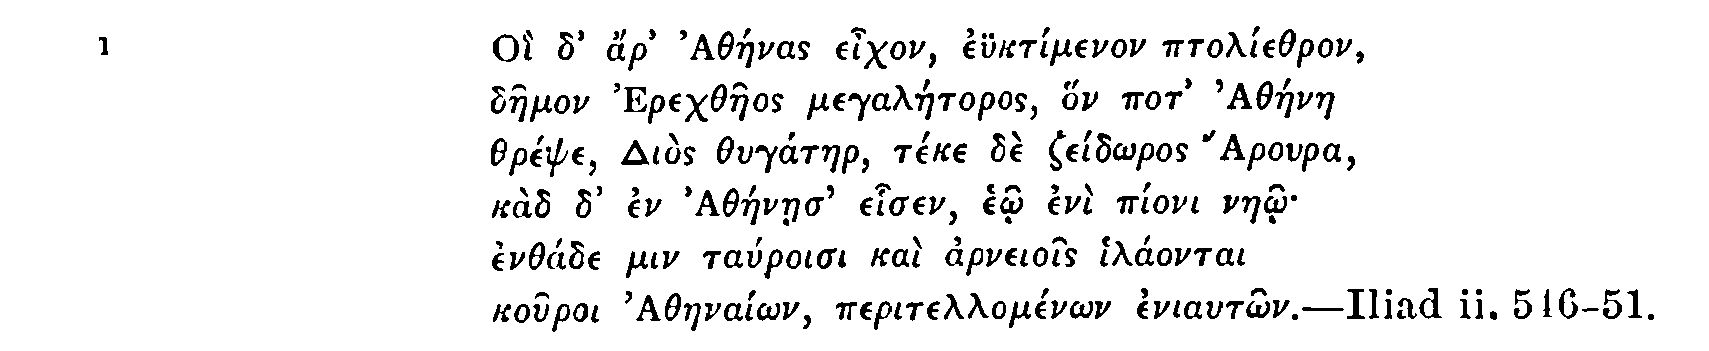 1 Οἳ δ’ ἄρ’ Ἀθήνας εἶχον, ἐϋκτίμενον πτολίεθρον,
δῆμον Ἐρεχθῆος μεγαλήτορος, ὅν ποτ’ Ἀθήνη
θρέψε, Διὸς θυγάτηρ, τέκε δὲ ζείδωρος Ἄρουρα,
κὰδ δ’ ἐν Ἀθήνῃσ’ εἷσεν, ἑῷ ἐνὶ πίονι νηῷ·
ἐνθάδε μιν ταύροισι καὶ ἀρνειοῖς ἱλάονται
κοῦροι Ἀθηναίων, περιτελλομένων ἐνιαυτῶν.—Iliad ii. 546-51.